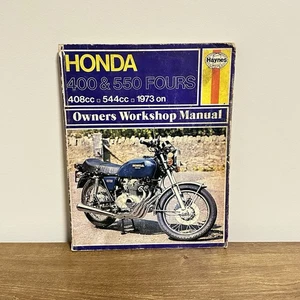 HONDA
Haynes
400 & 550 FOURS
408cc □ 544cc □ 1973 on
Owners Workshop Manual